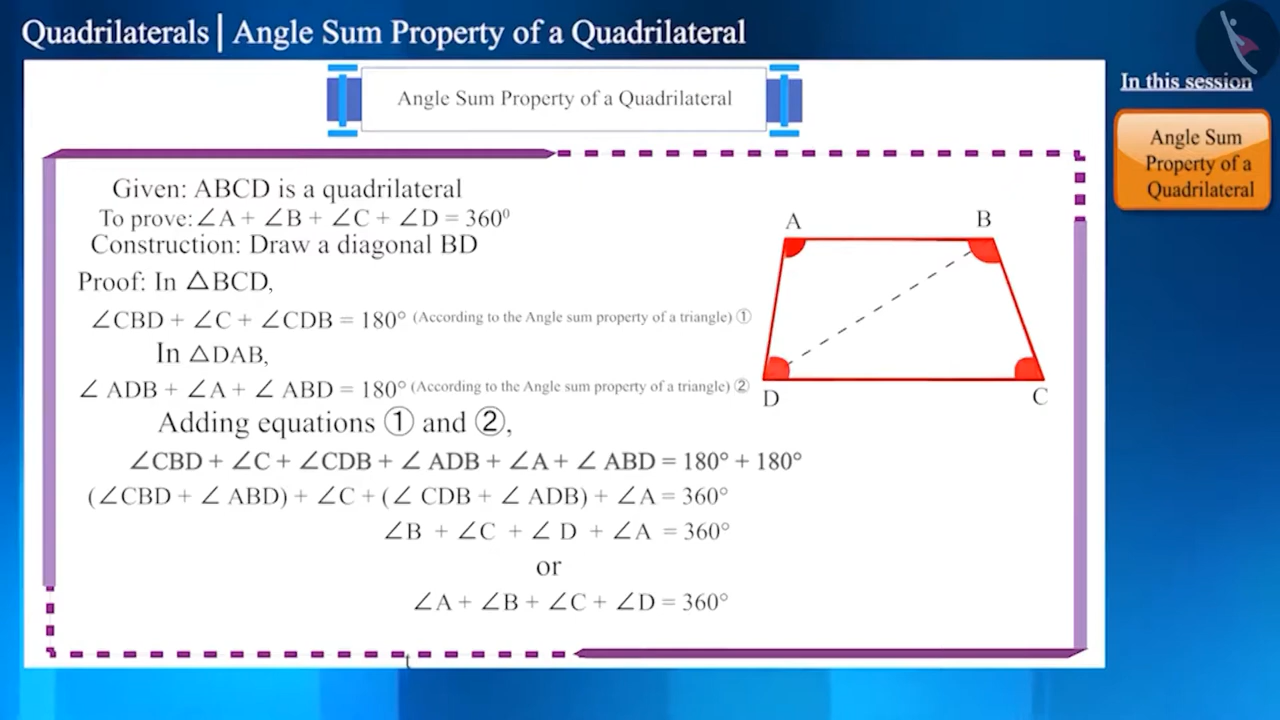 Quadrilaterals | Angle Sum Property of a Quadrilateral
In this session
Angle Sum
Property of a
Quadrilateral
Angle Sum Property of a Quadrilateral
Given: ABCD is a quadrilateral
To prove: ∠A + ∠B + ∠C + ∠D = 360⁰
Construction: Draw a diagonal BD
Proof: In △BCD,
∠CBD + ∠C + ∠CDB = 180° (According to the Angle sum property of a triangle) ①
In △DAB,
∠ ADB + ∠A + ∠ ABD = 180° (According to the Angle sum property of a triangle) ②
Adding equations ① and ②,
∠CBD + ∠C + ∠CDB + ∠ ADB + ∠A + ∠ ABD = 180° + 180°
(∠CBD + ∠ ABD) + ∠C + (∠ CDB + ∠ ADB) + ∠A = 360°
∠B + ∠C + ∠ D + ∠A = 360°
or
∠A + ∠B + ∠C + ∠D = 360°
A B
D C